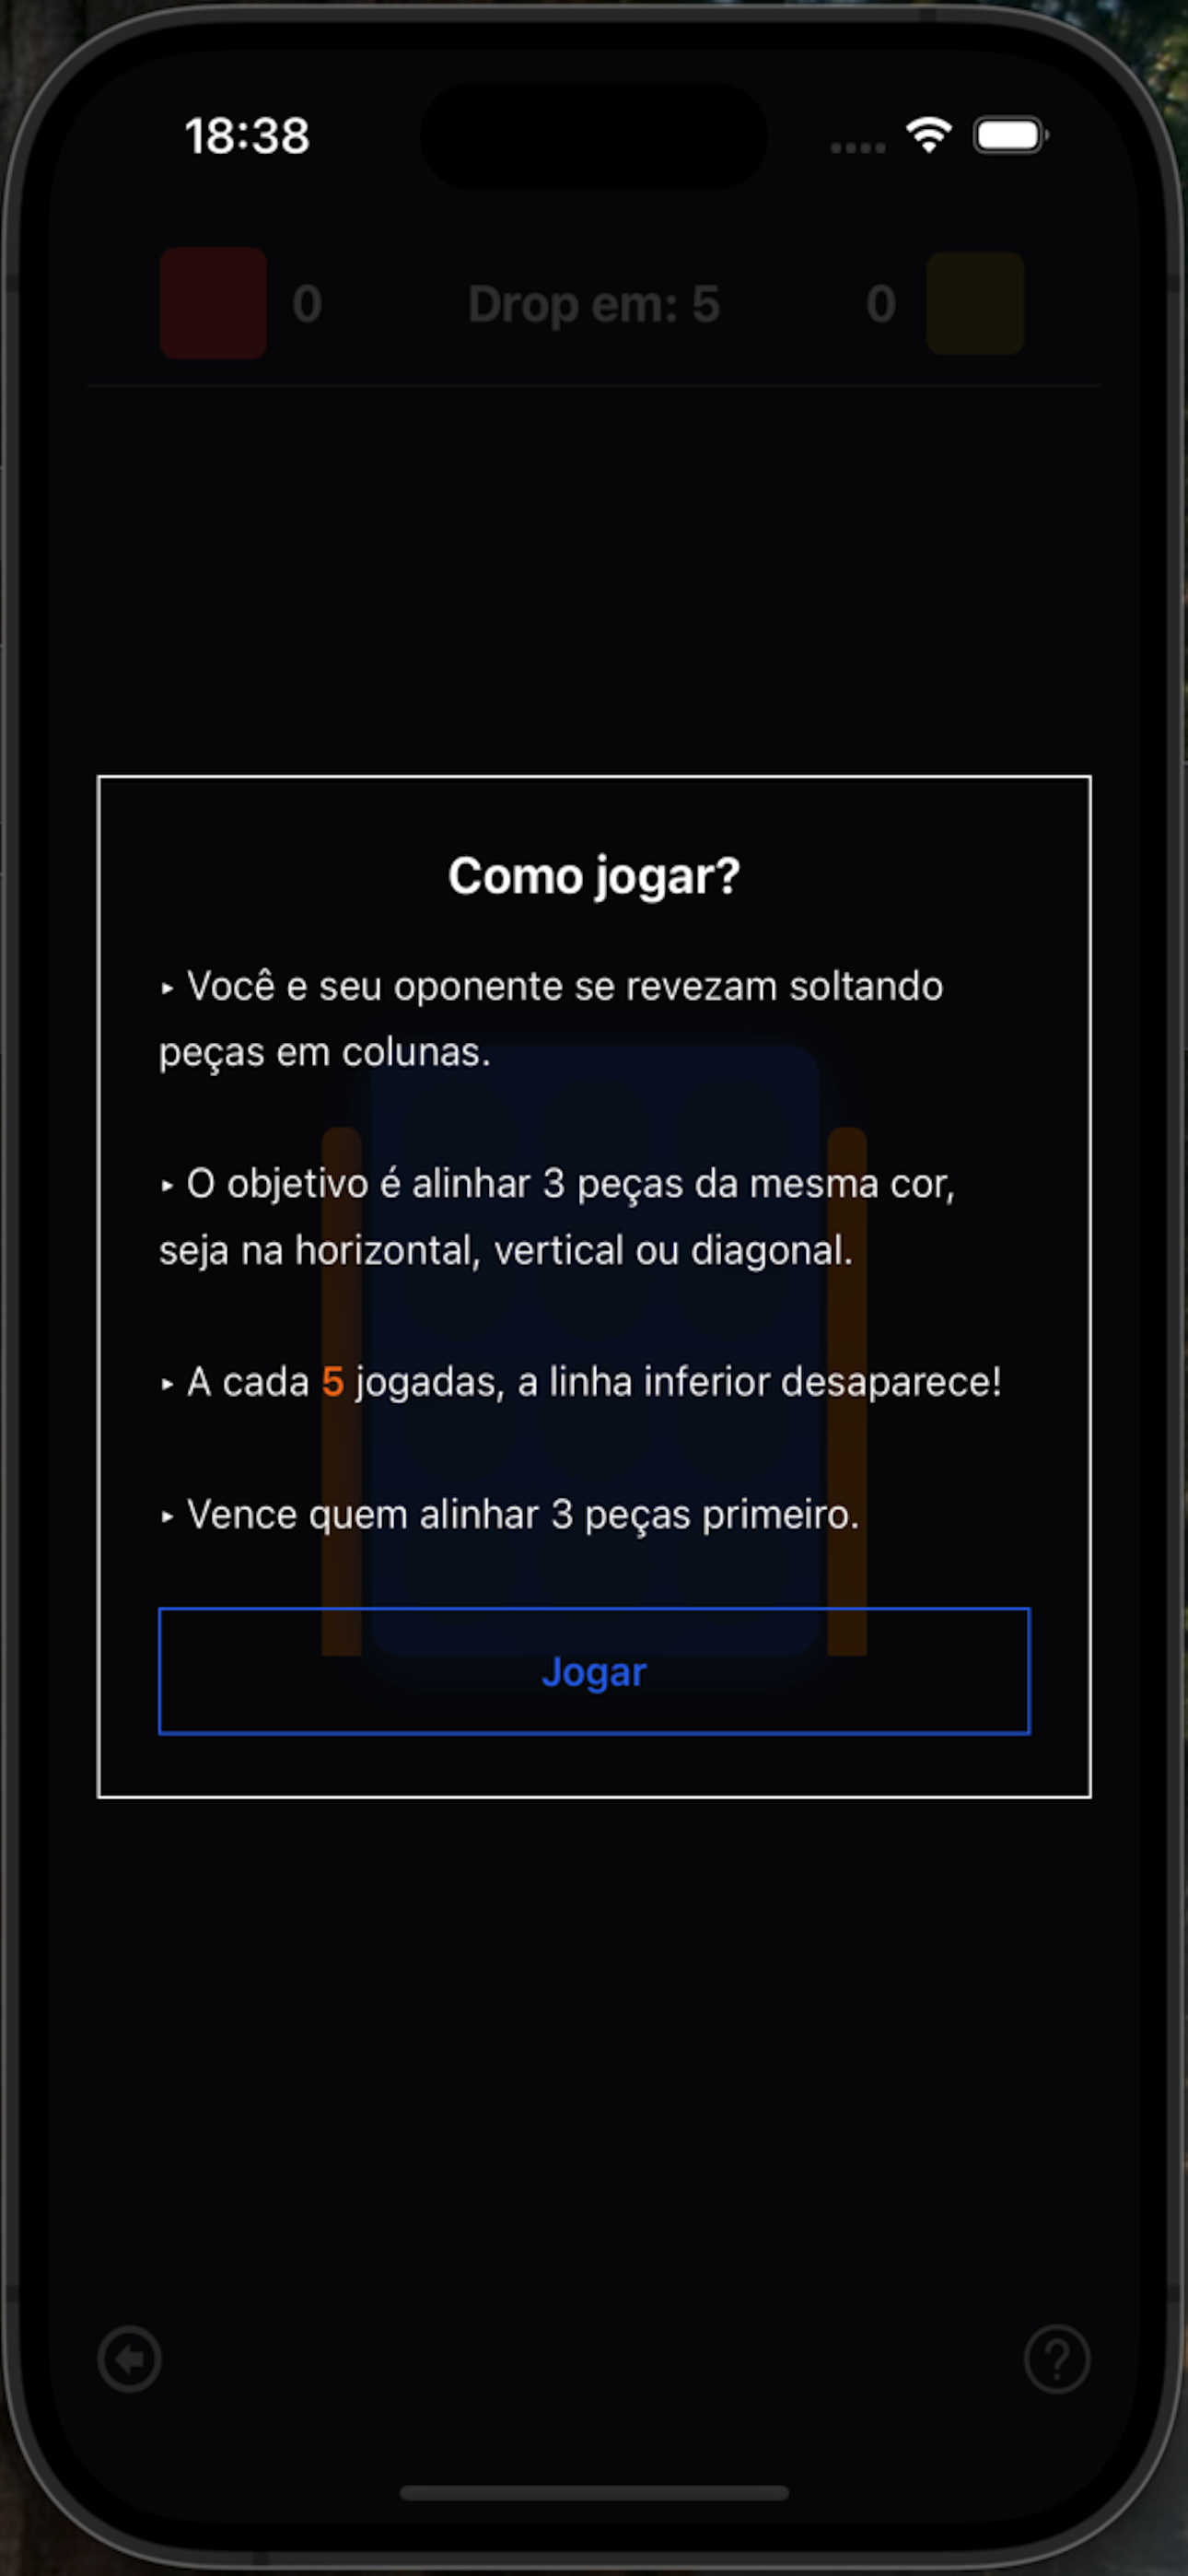 18:38
0 Drop em: 5 0
Como jogar?
‣ Você e seu oponente se revezam soltando
peças em colunas.
‣ O objetivo é alinhar 3 peças da mesma cor,
seja na horizontal, vertical ou diagonal.
‣ A cada 5 jogadas, a linha inferior desaparece!
‣ Vence quem alinhar 3 peças primeiro.
Jogar
?